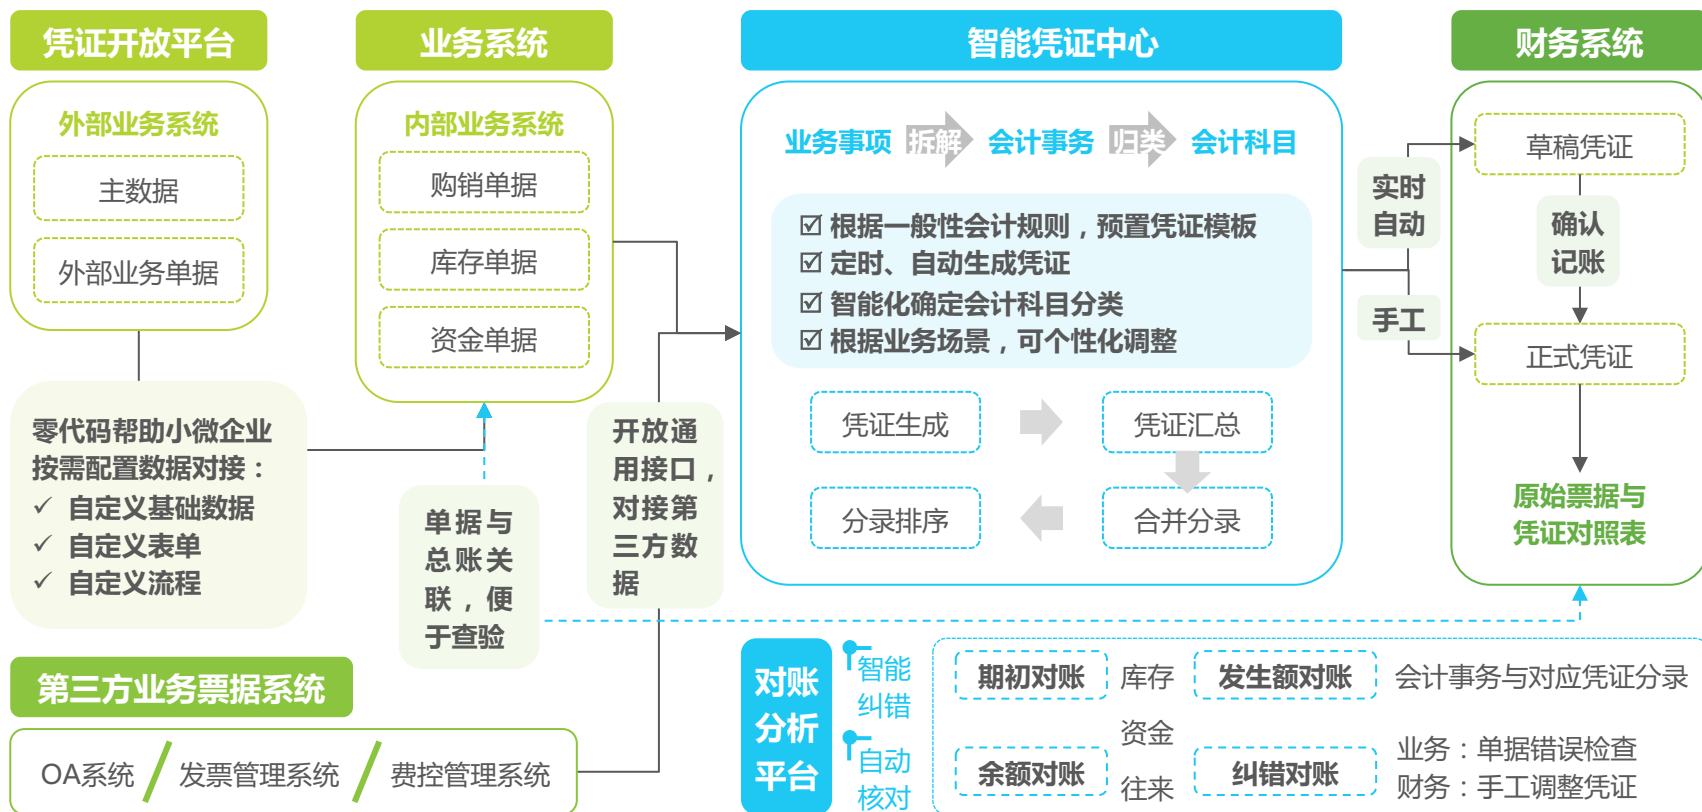 凭证开放平台
外部业务系统
主数据
外部业务单据
零代码帮助小微企业
按需配置数据对接：
✓ 自定义基础数据
✓ 自定义表单
✓ 自定义流程
业务系统
内部业务系统
购销单据
库存单据
资金单据
单据与
总账关
联，便
于查验
开放通
用接口，
对接第
三方数
据
第三方业务票据系统
OA系统
发票管理系统
费控管理系统
智能凭证中心
业务事项 拆解 会计事务 归类 会计科目
☑ 根据一般性会计规则，预置凭证模板
☑ 定时、自动生成凭证
☑ 智能化确定会计科目分类
☑ 根据业务场景，可个性化调整
凭证生成
凭证汇总
分录排序
合并分录
实时
自动
手工
财务系统
草稿凭证
确认
记账
正式凭证
原始票据与
凭证对照表
对账
分析
平台
智能
纠错
自动
核对
期初对账
余额对账
库存
资金
往来
发生额对账
会计事务与对应凭证分录
纠错对账
业务：单据错误检查
财务：手工调整凭证